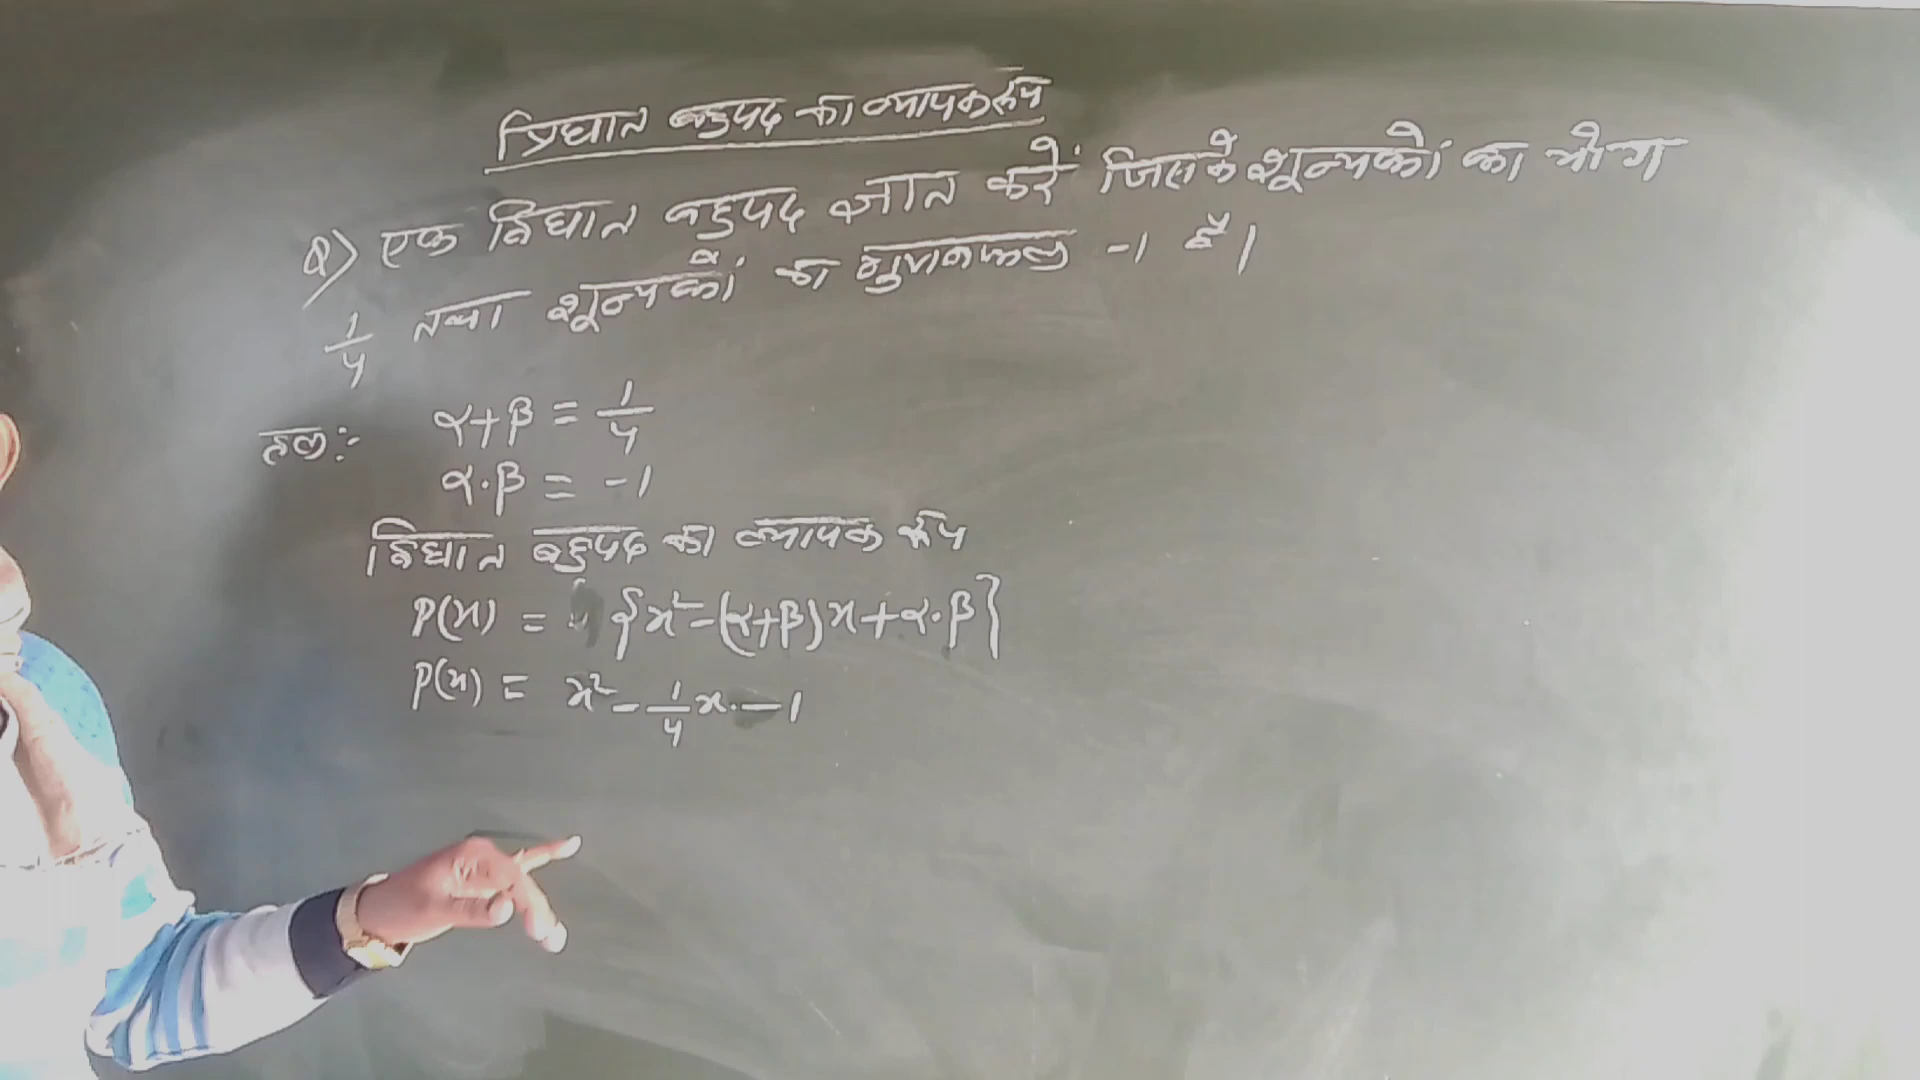 द्विघात बहुपद का व्यापक रूप
Q) एक द्विघात बहुपद ज्ञात करें जिसके शून्यकों का योग
1/4 तथा शून्यकों का गुणनफल -1 है।
हल:- α+β = 1/4
α·β = -1
द्विघात बहुपद का व्यापक रूप
P(x) = {x²-(α+β)x+α·β}
P(x) = x² - 1/4 x - 1